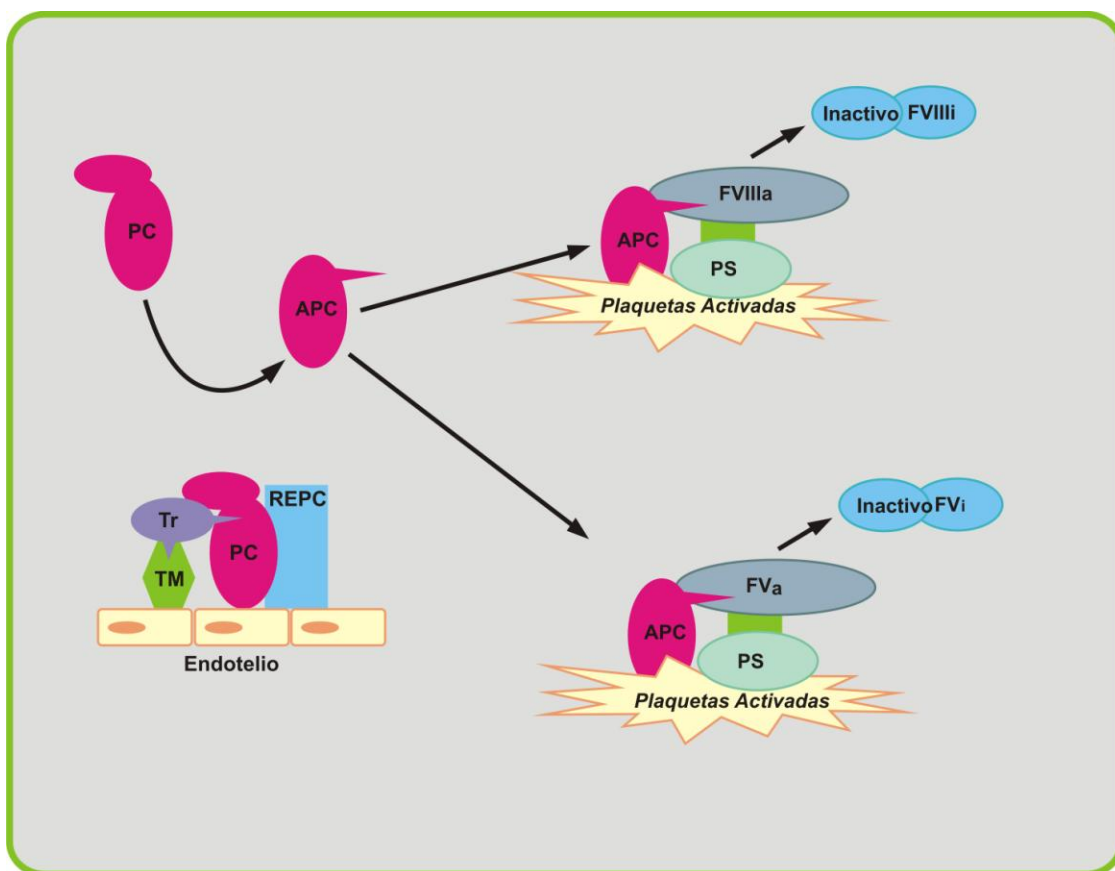 PC
APC
Inactivo FVIIIi
FVIIIa
APC
PS
Plaquetas Activadas
REPC
Tr
PC
TM
Endotelio
Inactivo FVi
FVa
APC
PS
Plaquetas Activadas